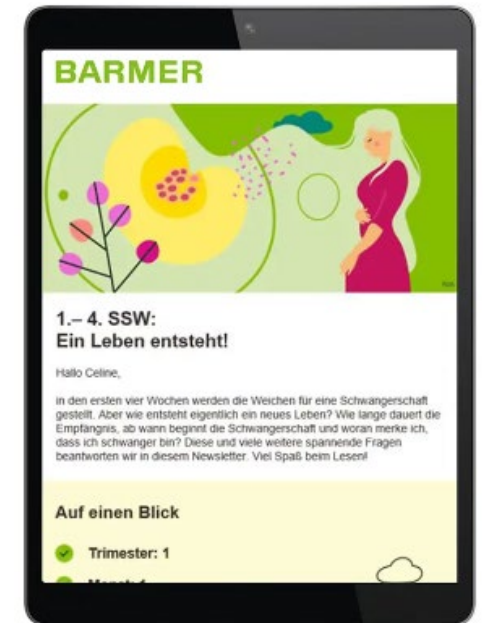 BARMER
1.– 4. SSW:
Ein Leben entsteht!
Hallo Celine,
in den ersten vier Wochen werden die Weichen für eine Schwangerschaft
gestellt. Aber wie entsteht eigentlich ein neues Leben? Wie lange dauert die
Empfängnis, ab wann beginnt die Schwangerschaft und woran merke ich,
dass ich schwanger bin? Diese und viele weitere spannende Fragen
beantworten wir in diesem Newsletter. Viel Spaß beim Lesen!
Auf einen Blick
Trimester: 1